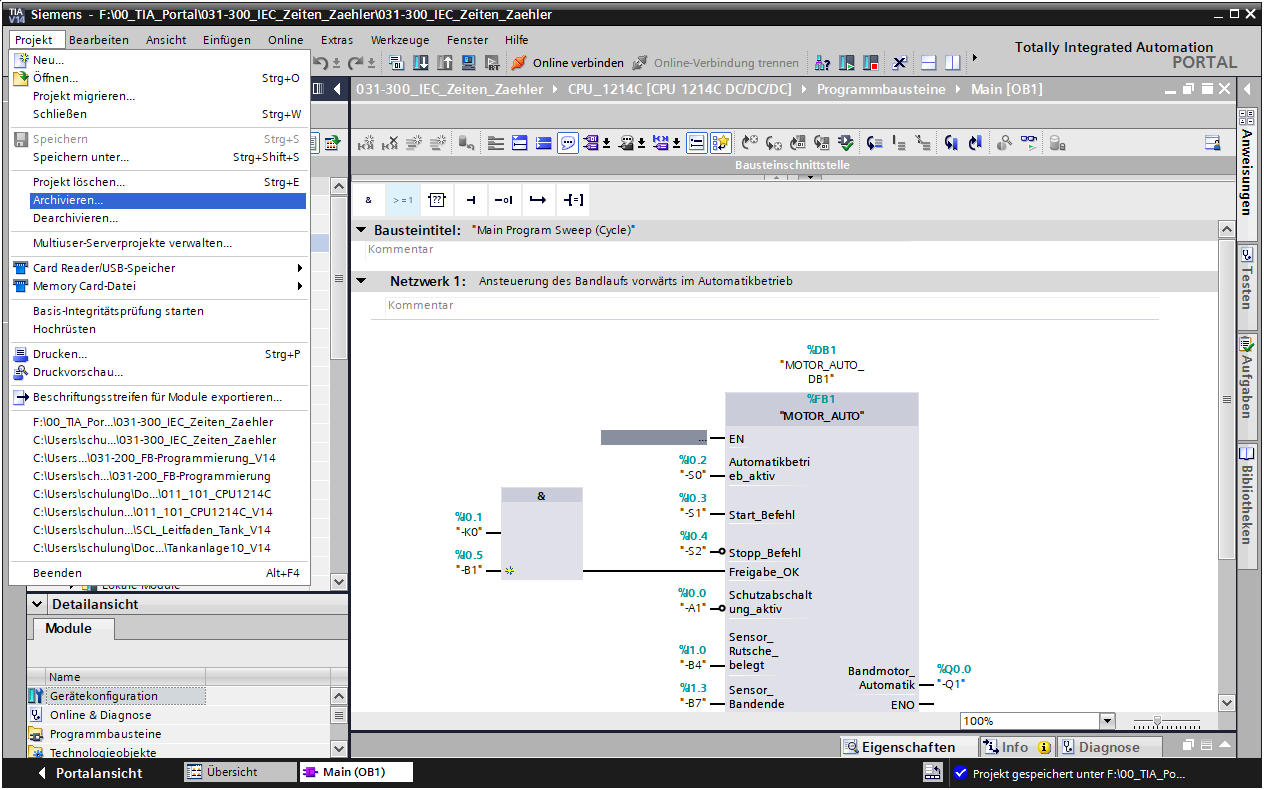 TIA V14 Siemens - F:\00_TIA_Portal\031-300_IEC_Zeiten_Zaehler\031-300_IEC_Zeiten_Zaehler
Projekt Bearbeiten Ansicht Einfügen Online Extras Werkzeuge Fenster Hilfe
Totally Integrated Automation
PORTAL
Online verbinden Online-Verbindung trennen
Neu...
Öffnen... Strg+O
Projekt migrieren...
Schließen Strg+W
Speichern Strg+S
Speichern unter... Strg+Shift+S
Projekt löschen... Strg+E
Archivieren...
Dearchivieren...
Multiuser-Serverprojekte verwalten...
Card Reader/USB-Speicher
Memory Card-Datei
Basis-Integritätsprüfung starten
Hochrüsten
Drucken... Strg+P
Druckvorschau...
Beschriftungsstreifen für Module exportieren...
F:\00_TIA_Por...\031-300_IEC_Zeiten_Zaehler
C:\Users\schu...\031-300_IEC_Zeiten_Zaehler
C:\Users...\031-200_FB-Programmierung_V14
C:\Users\sch...\031-200_FB-Programmierung
C:\Users\schulung\Do...\011_101_CPU1214C
C:\Users\schulun...\011_101_CPU1214C_V14
C:\Users\schulun...\SCL_Leitfaden_Tank_V14
C:\Users\schulung\Doc...\Tankanlage10_V14
Beenden Alt+F4
Lokale Module
Detailansicht
Module
Name
Gerätekonfiguration
Online & Diagnose
Programmbausteine
Technologieobjekte
031-300_IEC_Zeiten_Zaehler CPU_1214C [CPU 1214C DC/DC/DC] Programmbausteine Main [OB1]
Bausteinschnittstelle
& >=1 ??
Bausteintitel: "Main Program Sweep (Cycle)"
Kommentar
Netzwerk 1: Ansteuerung des Bandlaufs vorwärts im Automatikbetrieb
Kommentar
%DB1
"MOTOR_AUTO_
DB1"
%FB1
"MOTOR_AUTO"
... EN
%I0.2
"-S0"
Automatikbetri
eb_aktiv
%I0.3
"-S1"
Start_Befehl
&
%I0.1
"-K0"
%I0.4
"-S2"
Stopp_Befehl
%I0.5
"-B1"
Freigabe_OK
%I0.0
"-A1"
Schutzabschalt
ung_aktiv
%I1.0
"-B4"
Sensor_
Rutsche_
belegt
%I1.3
"-B7"
Sensor_
Bandende
Bandmotor_
Automatik
%Q0.0
"-Q1"
ENO
100%
Eigenschaften Info Diagnose
Anweisungen
Testen
Aufgaben
Bibliotheken
Portalansicht Übersicht Main (OB1) Projekt gespeichert unter F:\00_TIA_Po...